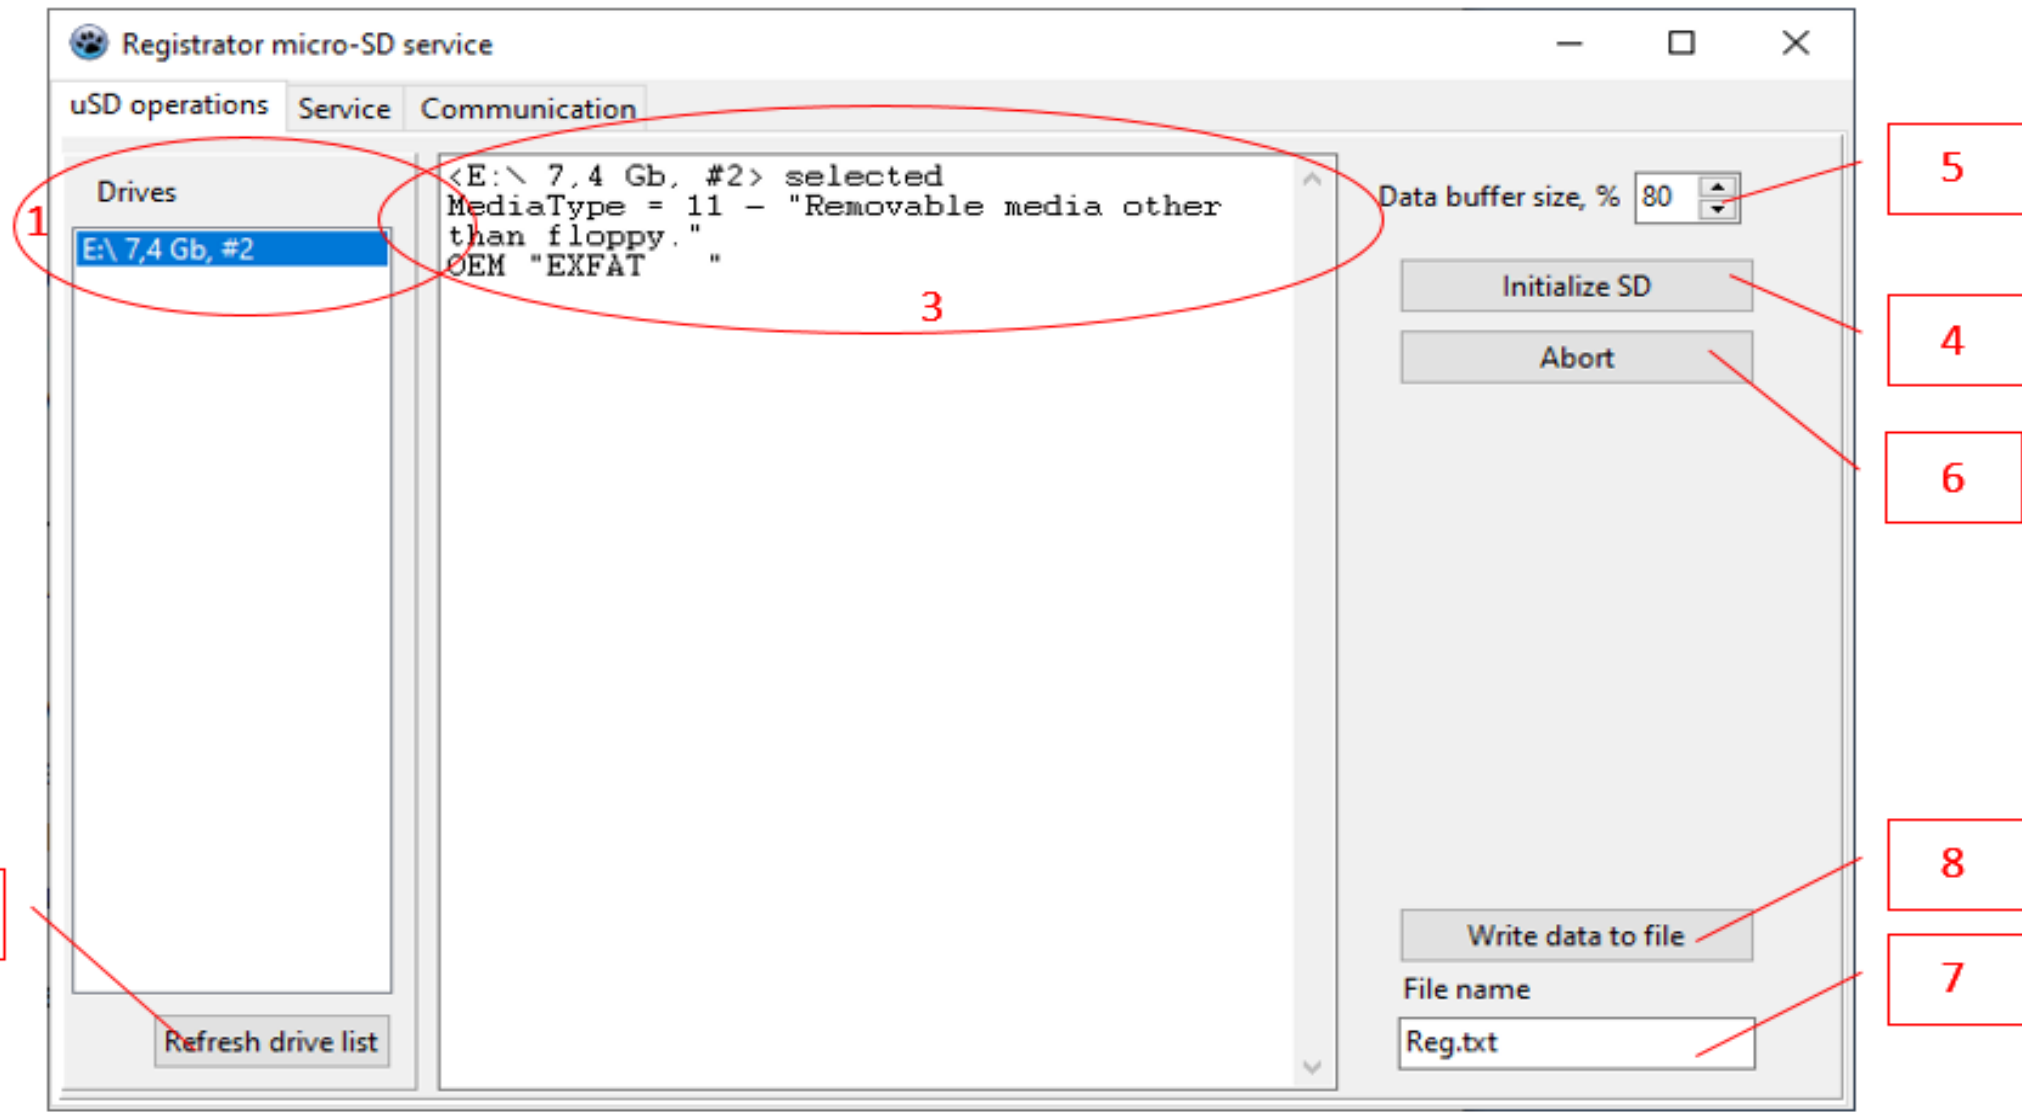 Registrator micro-SD service
uSD operations Service Communication
Drives
1
E:\ 7,4 Gb, #2
<E:\ 7,4 Gb, #2> selected
MediaType = 11 – "Removable media other
than floppy."
OEM "EXFAT   "
3
Data buffer size, % 80
5
Initialize SD
4
Abort
6
8
Write data to file
7
File name
Reg.txt
Refresh drive list